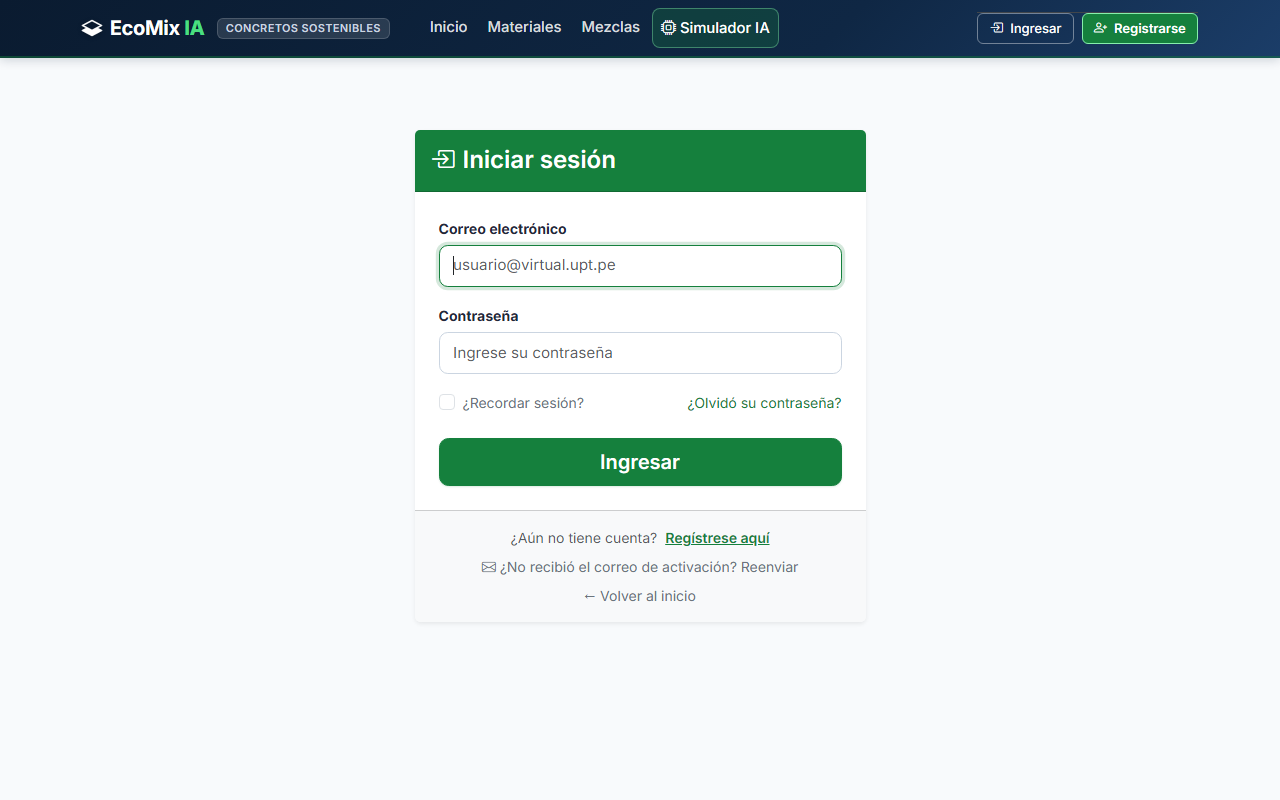 EcoMix IA CONCRETOS SOSTENIBLES Inicio Materiales Mezclas Simulador IA Ingresar Registrarse
Iniciar sesión
Correo electrónico
usuario@virtual.upt.pe
Contraseña
Ingrese su contraseña
¿Recordar sesión? ¿Olvidó su contraseña?
Ingresar
¿Aún no tiene cuenta? Regístrese aquí
¿No recibió el correo de activación? Reenviar
← Volver al inicio